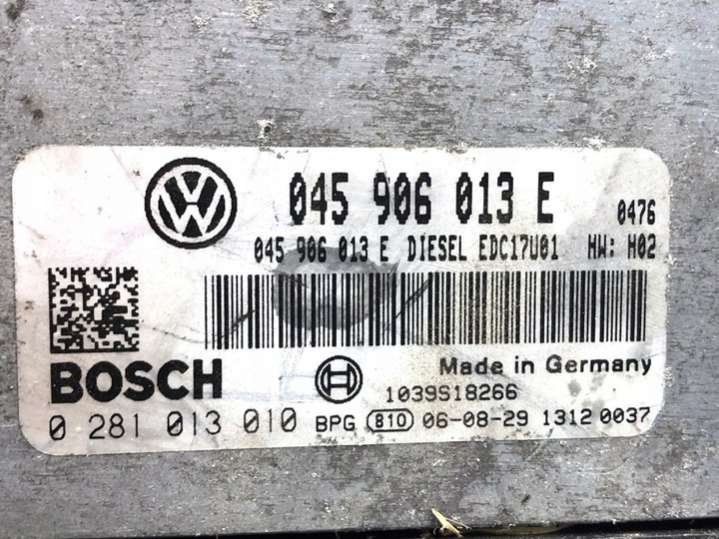 045 906 013 E 0476
045 906 013 E DIESEL EDC17U01 HW: H02
Made in Germany
BOSCH 1039S18266
0 281 013 010 BPG 810 06-08-29 1312 0037